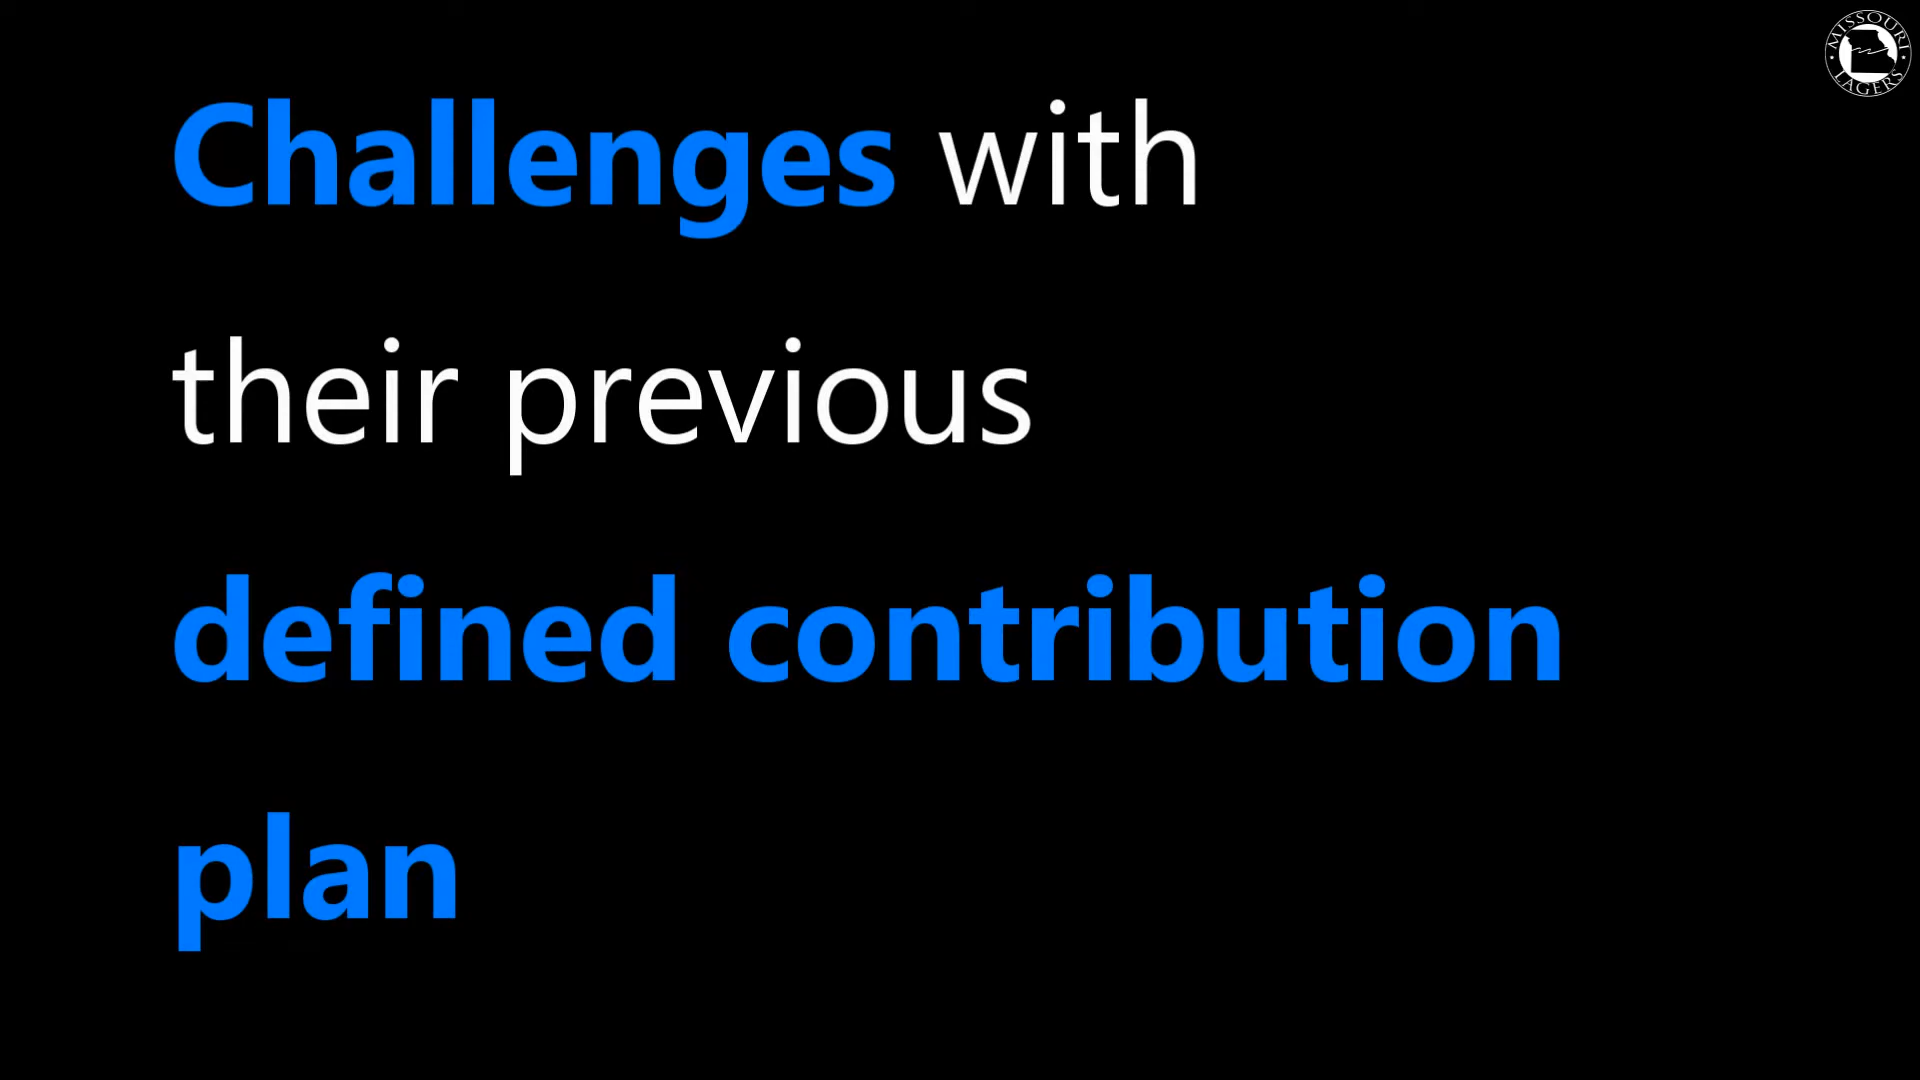 Challenges with
their previous
defined contribution
plan
MISSOURI
LAGERS